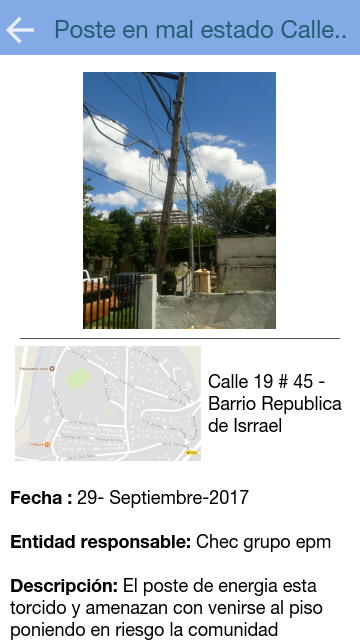 Poste en mal estado Calle..
Calle 19 # 45 -
Barrio Republica
de Isrrael
Fecha : 29- Septiembre-2017
Entidad responsable: Chec grupo epm
Descripción: El poste de energia esta
torcido y amenazan con venirse al piso
poniendo en riesgo la comunidad